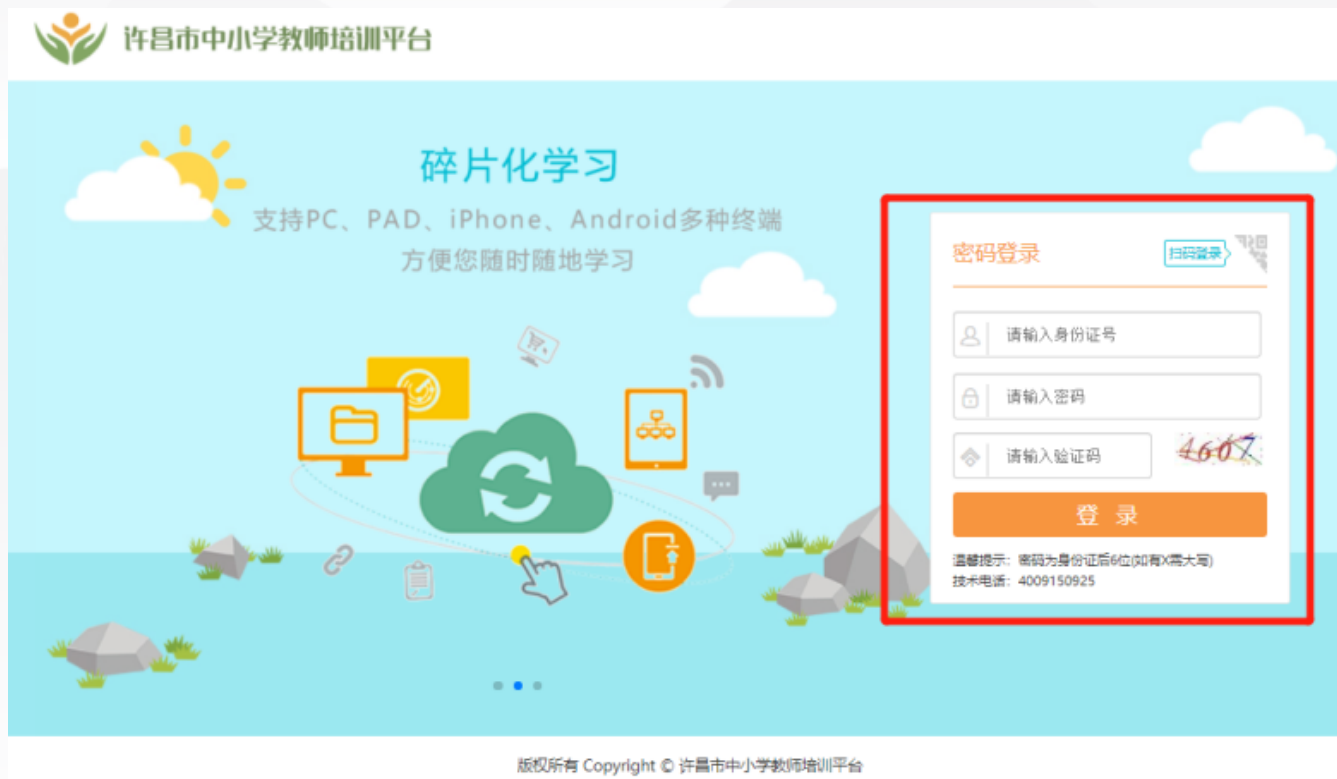 许昌市中小学教师培训平台
碎片化学习
支持PC、PAD、iPhone、Android多种终端
方便您随时随地学习
密码登录
扫码登录
请输入身份证号
请输入密码
请输入验证码
4607
登 录
温馨提示：密码为身份证后6位(如有X需大写)
技术电话：4009150925
版权所有 Copyright © 许昌市中小学教师培训平台